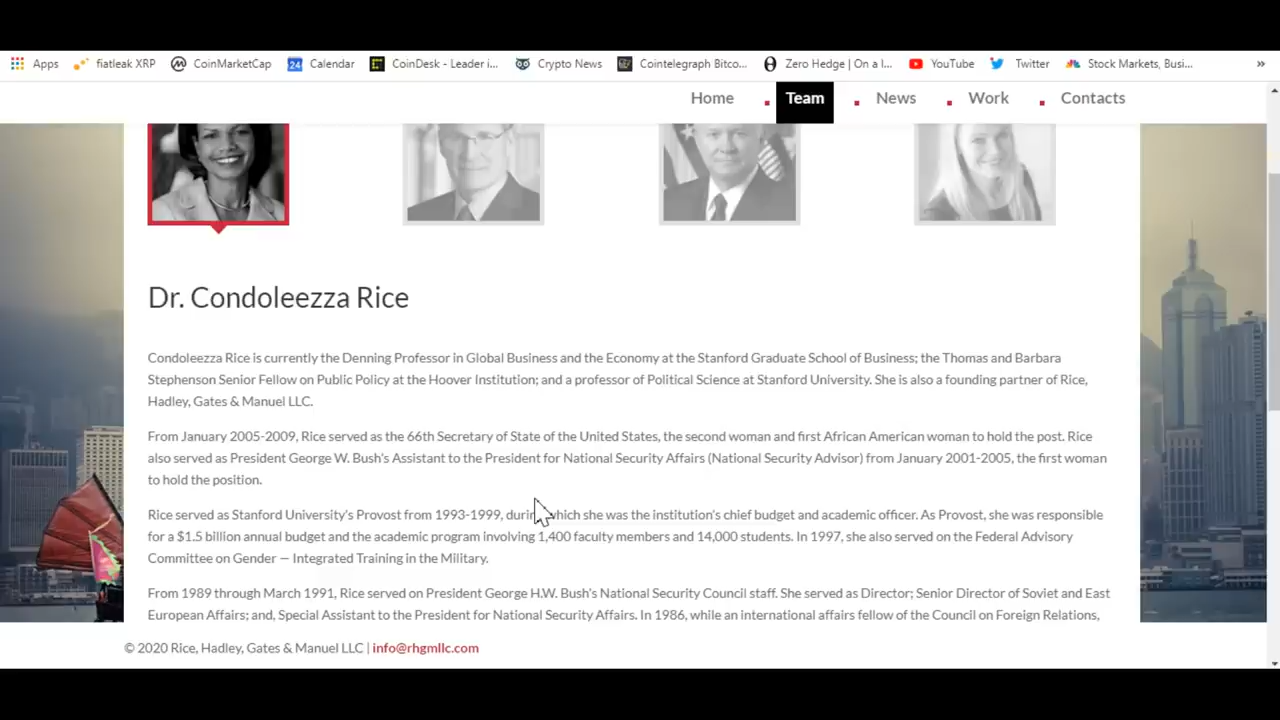 Apps fiatleak XRP CoinMarketCap 24 Calendar CoinDesk - Leader i... Crypto News Cointelegraph Bitco... Zero Hedge | On a l... YouTube Twitter Stock Markets, Busi... »
Home Team News Work Contacts
Dr. Condoleezza Rice
Condoleezza Rice is currently the Denning Professor in Global Business and the Economy at the Stanford Graduate School of Business; the Thomas and Barbara
Stephenson Senior Fellow on Public Policy at the Hoover Institution; and a professor of Political Science at Stanford University. She is also a founding partner of Rice,
Hadley, Gates & Manuel LLC.
From January 2005-2009, Rice served as the 66th Secretary of State of the United States, the second woman and first African American woman to hold the post. Rice
also served as President George W. Bush's Assistant to the President for National Security Affairs (National Security Advisor) from January 2001-2005, the first woman
to hold the position.
Rice served as Stanford University's Provost from 1993-1999, during which she was the institution's chief budget and academic officer. As Provost, she was responsible
for a $1.5 billion annual budget and the academic program involving 1,400 faculty members and 14,000 students. In 1997, she also served on the Federal Advisory
Committee on Gender — Integrated Training in the Military.
From 1989 through March 1991, Rice served on President George H.W. Bush's National Security Council staff. She served as Director; Senior Director of Soviet and East
European Affairs; and, Special Assistant to the President for National Security Affairs. In 1986, while an international affairs fellow of the Council on Foreign Relations,
© 2020 Rice, Hadley, Gates & Manuel LLC | info@rhgmllc.com